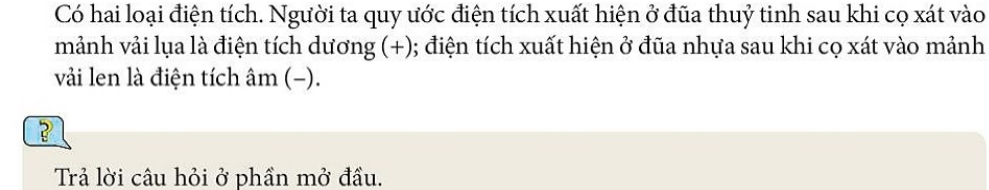 Có hai loại điện tích. Người ta quy ước điện tích xuất hiện ở đũa thuỷ tinh sau khi cọ xát vào
mảnh vải lụa là điện tích dương (+); điện tích xuất hiện ở đũa nhựa sau khi cọ xát vào mảnh
vải len là điện tích âm (–).
?
Trả lời câu hỏi ở phần mở đầu.